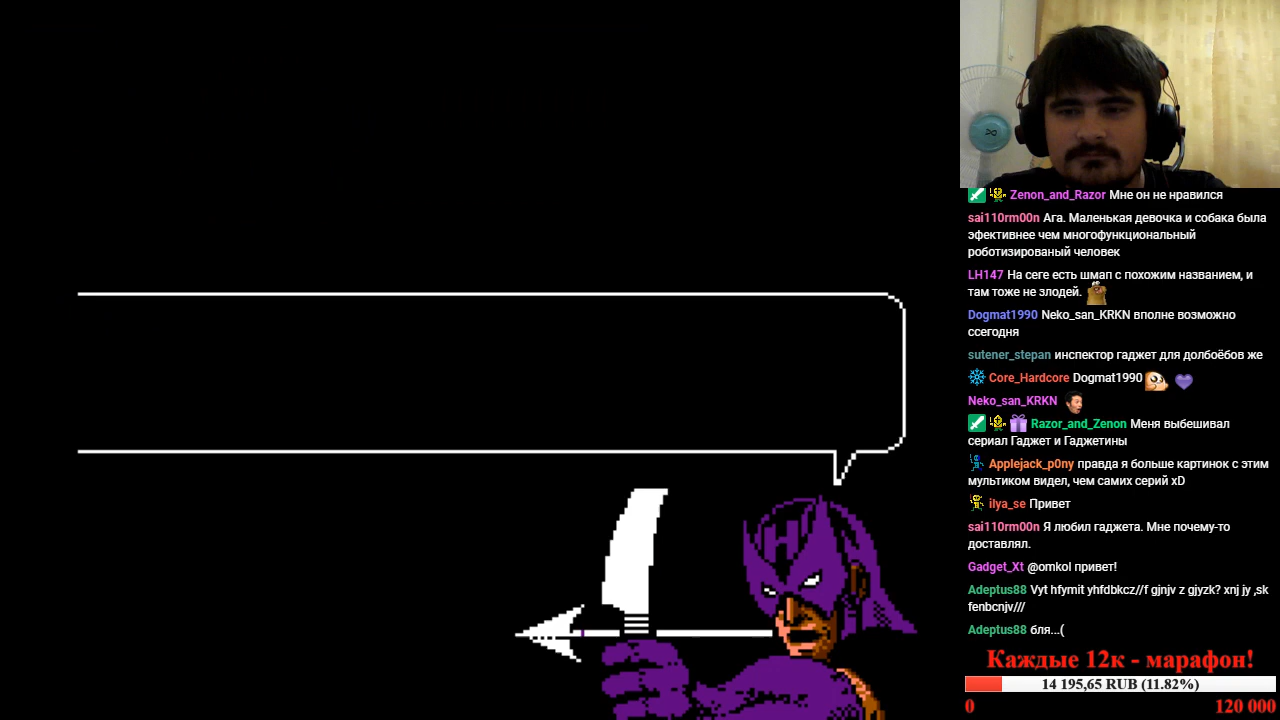 Zenon_and_Razor Мне он не нравился
sai110rm00n Ага. Маленькая девочка и собака была
эфективнее чем многофункциональный
роботизированый человек
LH147 На сеге есть шмап с похожим названием, и
там тоже не злодей.
Dogmat1990 Neko_san_KRKN вполне возможно
ссегодня
sutener_stepan инспектор гаджет для долбоёбов же
Core_Hardcore Dogmat1990
Neko_san_KRKN
Razor_and_Zenon Меня выбешивал
сериал Гаджет и Гаджетины
Applejack_p0ny правда я больше картинок с этим
мультиком видел, чем самих серий xD
ilya_se Привет
sai110rm00n Я любил гаджета. Мне почему-то
доставлял.
Gadget_Xt @omkol привет!
Adeptus88 Vyt hfymit yhfdbkcz//f gjnjv z gjyzk? xnj jy ,sk
fenbcnjv///
Adeptus88 бля...(
Каждые 12к - марафон!
14 195,65 RUB (11.82%)
0 120 000
H